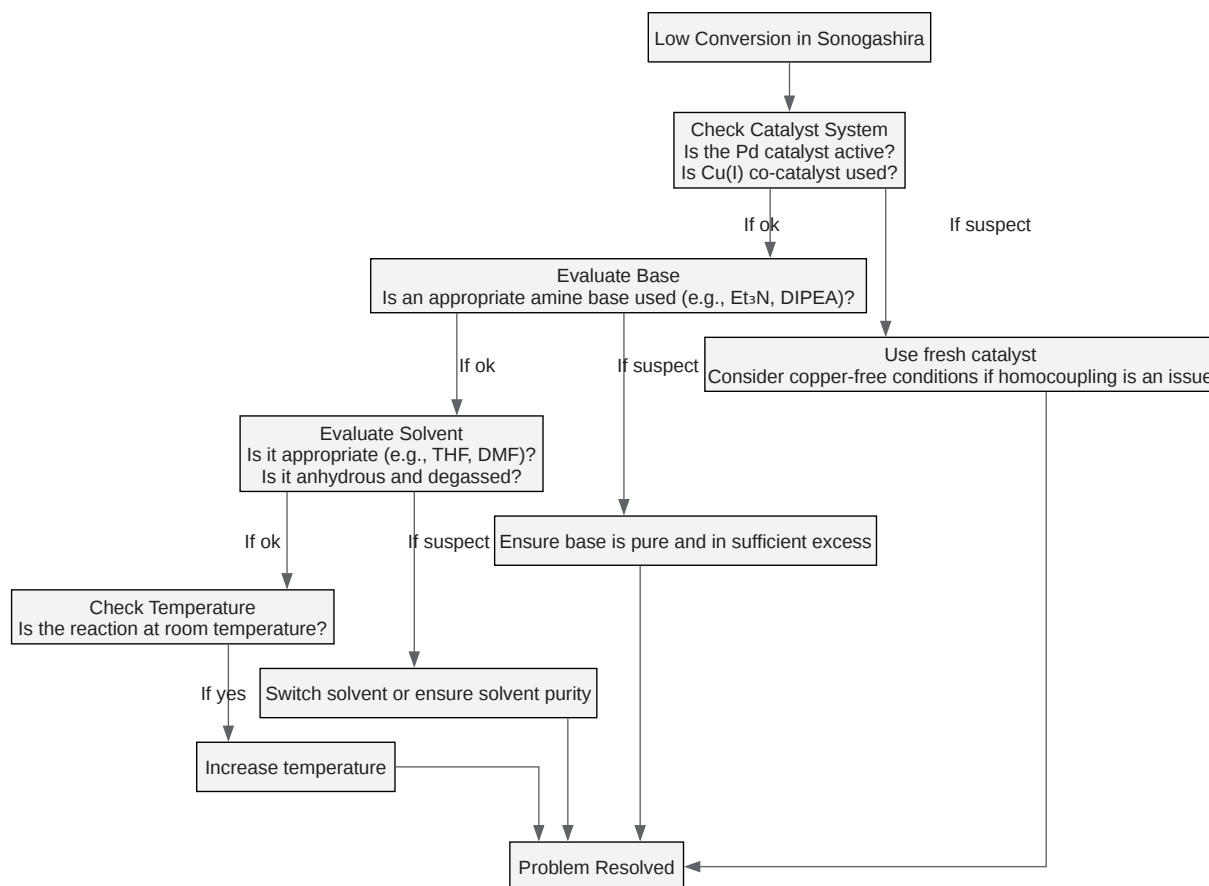 Low Conversion in Sonogashira
Check Catalyst System
Is the Pd catalyst active?
Is Cu(I) co-catalyst used?
If ok
If suspect
Evaluate Base
Is an appropriate amine base used (e.g., Et₃N, DIPEA)?
If ok
If suspect
Use fresh catalyst
Consider copper-free conditions if homocoupling is an issue
Evaluate Solvent
Is it appropriate (e.g., THF, DMF)?
Is it anhydrous and degassed?
If ok
If suspect
Ensure base is pure and in sufficient excess
Check Temperature
Is the reaction at room temperature?
If yes
Switch solvent or ensure solvent purity
Increase temperature
Problem Resolved